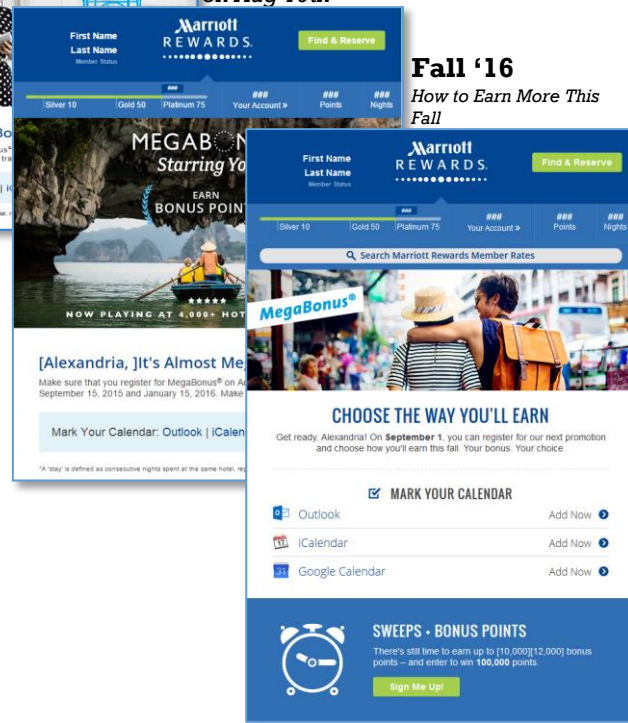 First Name
Last Name
Member Status
Marriott
REWARDS.
Find & Reserve
###
Silver 10
Gold 50
Platinum 75
###
Your Account »
###
Points
###
Nights
MEGAB
Starring Yo
EARN
BONUS POIN
NOW PLAYING AT 4,000+ HOT
[Alexandria, ]It's Almost Me
Make sure that you register for MegaBonus® on A
September 15, 2015 and January 15, 2016. Make
Mark Your Calendar: Outlook | iCalen
*A 'stay' is defined as consecutive nights spent at the same hotel, reg
Fall ‘16
How to Earn More This
Fall
First Name
Last Name
Member Status
Marriott
REWARDS.
Find & Reserve
###
Silver 10
Gold 50
Platinum 75
###
Your Account »
###
Points
###
Nights
Search Marriott Rewards Member Rates
MegaBonus®
CHOOSE THE WAY YOU'LL EARN
Get ready, Alexandria! On September 1, you can register for our next promotion
and choose how you'll earn this fall. Your bonus. Your choice.
MARK YOUR CALENDAR
Outlook
Add Now
iCalendar
Add Now
Google Calendar
Add Now
SWEEPS + BONUS POINTS
There's still time to earn up to [10,000][12,000] bonus
points – and enter to win 100,000 points.
Sign Me Up!